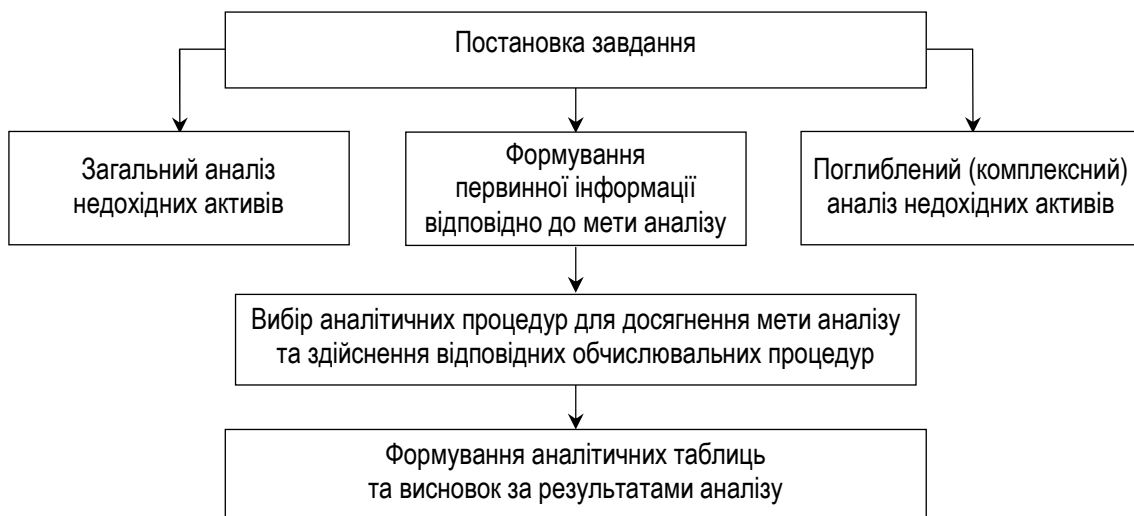 Постановка завдання
Загальний аналіз
недохідних активів
Формування
первинної інформації
відповідно до мети аналізу
Поглиблений (комплексний)
аналіз недохідних активів
Вибір аналітичних процедур для досягнення мети аналізу
та здійснення відповідних обчислювальних процедур
Формування аналітичних таблиць
та висновок за результатами аналізу